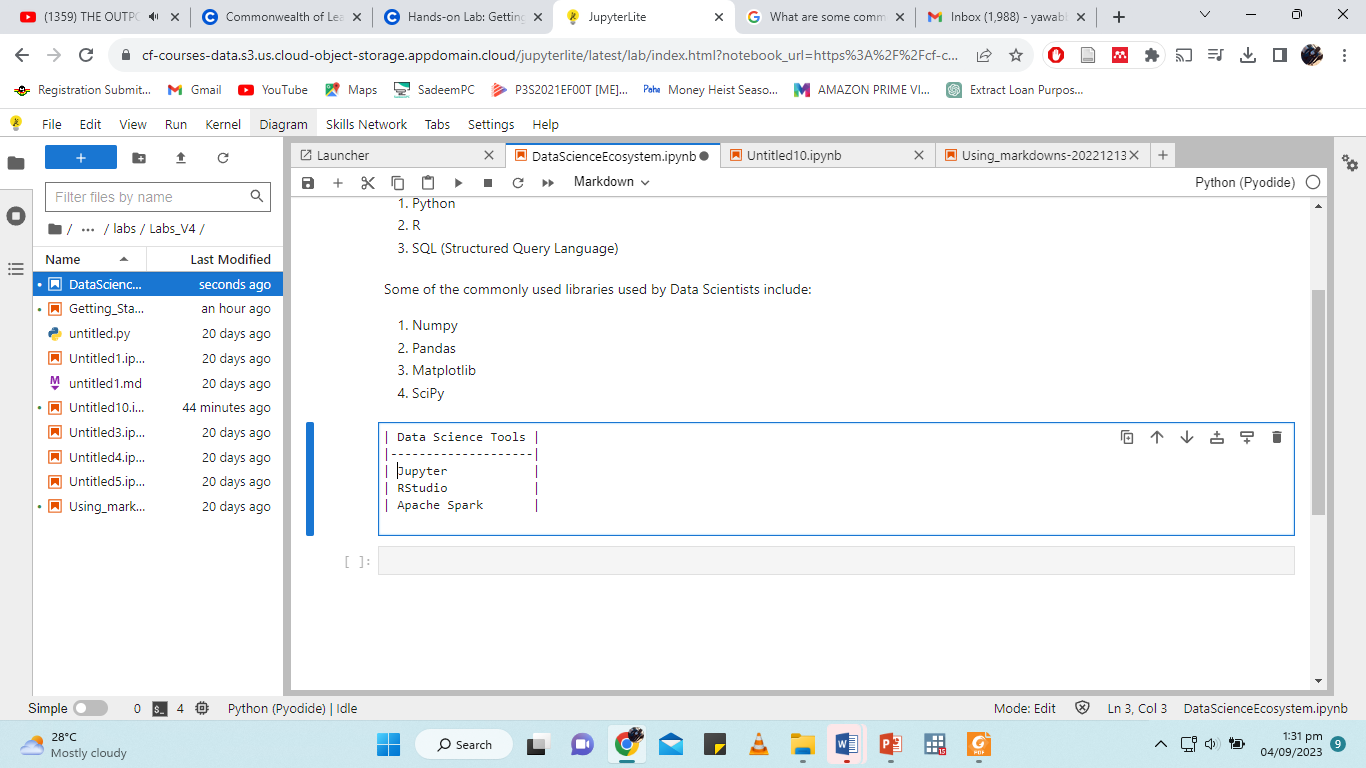 (1359) THE OUTPO
Commonwealth of Lea
Hands-on Lab: Getting
JupyterLite
What are some comm
Inbox (1,988) - yawabl
cf-courses-data.s3.us.cloud-object-storage.appdomain.cloud/jupyterlite/latest/lab/index.html?notebook_url=https%3A%2F%2Fcf-c...
Registration Submit...
Gmail
YouTube
Maps
SadeemPC
P3S2021EF00T [ME]...
Money Heist Seaso...
AMAZON PRIME VI...
Extract Loan Purpos...
File Edit View Run Kernel Diagram Skills Network Tabs Settings Help
Filter files by name
/ ... / labs / Labs_V4 /
Name Last Modified
DataScienc... seconds ago
Getting_Sta... an hour ago
untitled.py 20 days ago
Untitled1.ip... 20 days ago
untitled1.md 20 days ago
Untitled10.i... 44 minutes ago
Untitled3.ip... 20 days ago
Untitled4.ip... 20 days ago
Untitled5.ip... 20 days ago
Using_mark... 20 days ago
Launcher
DataScienceEcosystem.ipynb
Untitled10.ipynb
Using_markdowns-20221213
Markdown
Python (Pyodide)
1. Python
2. R
3. SQL (Structured Query Language)
Some of the commonly used libraries used by Data Scientists include:
1. Numpy
2. Pandas
3. Matplotlib
4. SciPy
| Data Science Tools |
|--------------------|
| Jupyter |
| RStudio |
| Apache Spark |
[ ]:
Simple 0 4 Python (Pyodide) | Idle
Mode: Edit Ln 3, Col 3 DataScienceEcosystem.ipynb
28°C
Mostly cloudy
Search
1:31 pm
04/09/2023
9